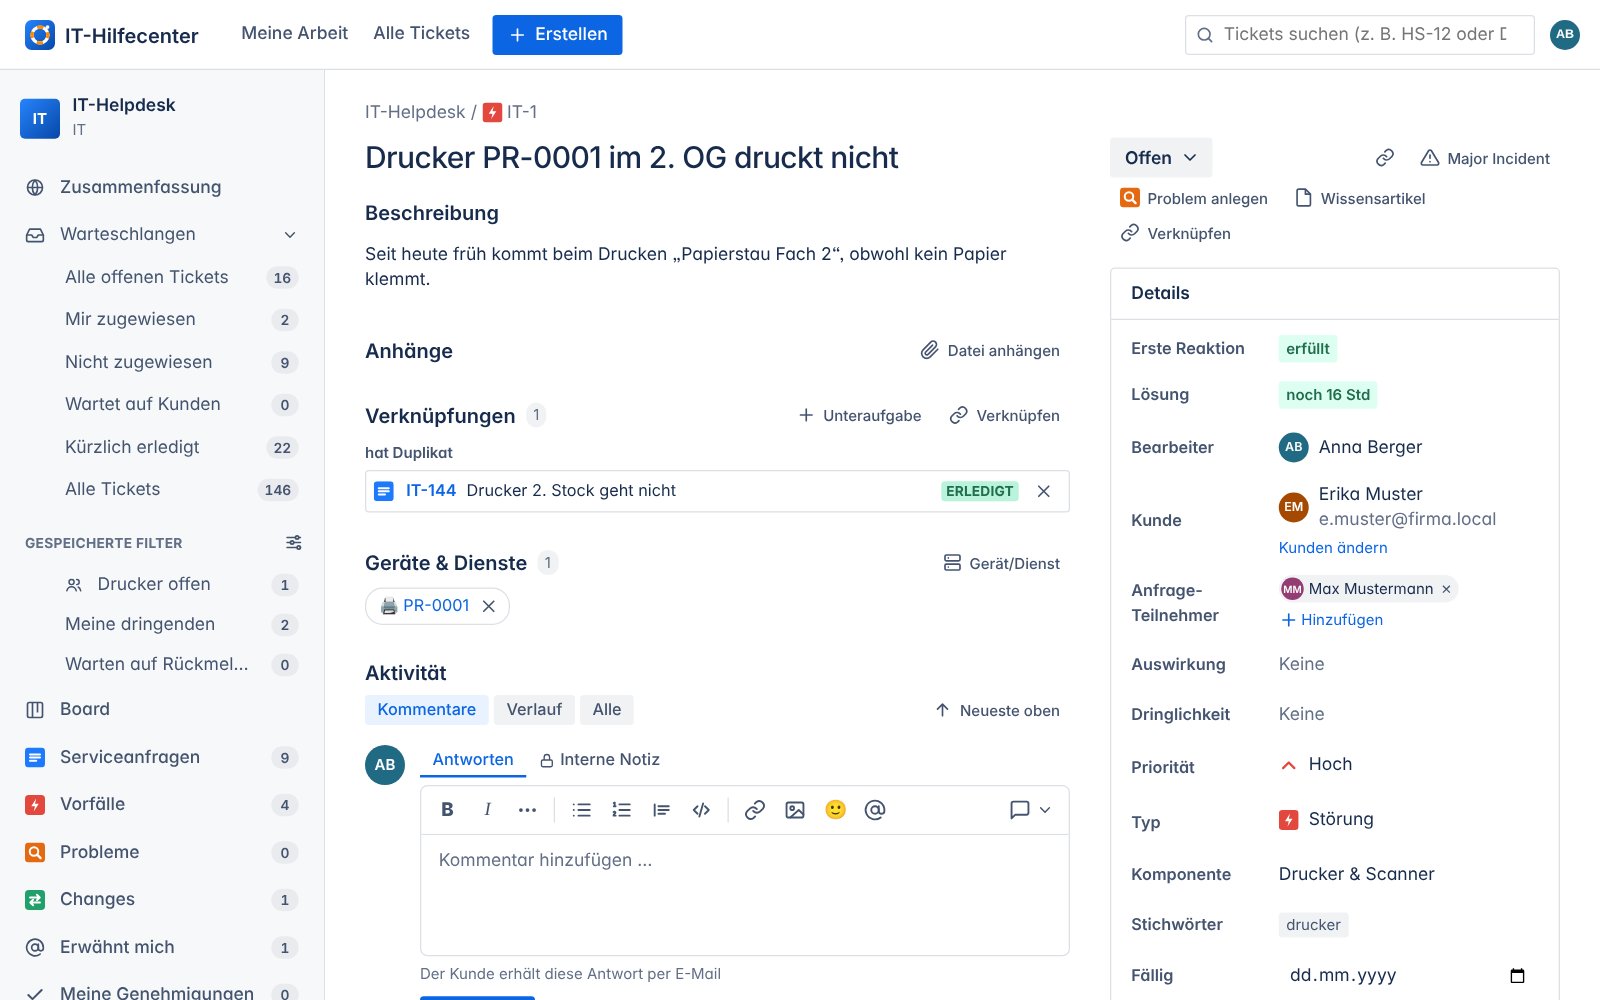 IT-Hilfecenter
Meine Arbeit
Alle Tickets
Erstellen
Tickets suchen (z. B. HS-12 oder D
AB
IT
IT-Helpdesk
IT
Zusammenfassung
Warteschlangen
Alle offenen Tickets 16
Mir zugewiesen 2
Nicht zugewiesen 9
Wartet auf Kunden 0
Kürzlich erledigt 22
Alle Tickets 146
GESPEICHERTE FILTER
Drucker offen 1
Meine dringenden 2
Warten auf Rückmel... 0
Board
Serviceanfragen 9
Vorfälle 4
Probleme 0
Changes 1
Erwähnt mich 1
Meine Genehmigungen 0
IT-Helpdesk / IT-1
Drucker PR-0001 im 2. OG druckt nicht
Beschreibung
Seit heute früh kommt beim Drucken „Papierstau Fach 2“, obwohl kein Papier
klemmt.
Anhänge
Datei anhängen
Verknüpfungen 1
Unteraufgabe
Verknüpfen
hat Duplikat
IT-144 Drucker 2. Stock geht nicht ERLEDIGT
Geräte & Dienste 1
Gerät/Dienst
PR-0001
Aktivität
Kommentare
Verlauf
Alle
Neueste oben
AB
Antworten
Interne Notiz
B I
Kommentar hinzufügen ...
Der Kunde erhält diese Antwort per E-Mail
Offen
Major Incident
Problem anlegen
Wissensartikel
Verknüpfen
Details
Erste Reaktion erfüllt
Lösung noch 16 Std
Bearbeiter AB Anna Berger
Kunde EM Erika Muster
e.muster@firma.local
Kunden ändern
Anfrage-
Teilnehmer
MM Max Mustermann ×
Hinzufügen
Auswirkung Keine
Dringlichkeit Keine
Priorität Hoch
Typ Störung
Komponente Drucker & Scanner
Stichwörter drucker
Fällig dd.mm.yyyy